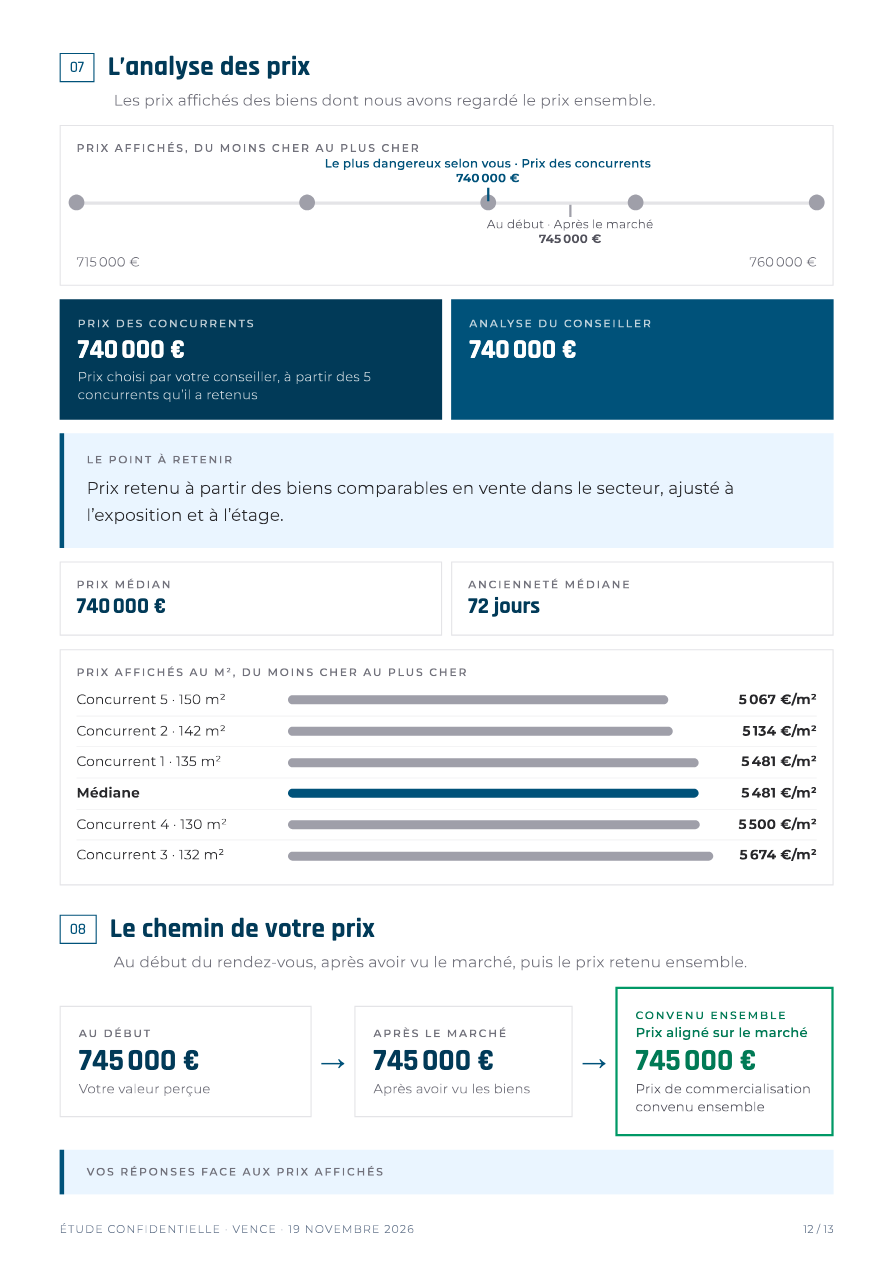 07
L'analyse des prix
Les prix affichés des biens dont nous avons regardé le prix ensemble.
PRIX AFFICHÉS, DU MOINS CHER AU PLUS CHER
Le plus dangereux selon vous · Prix des concurrents
740 000 €
Au début · Après le marché
745 000 €
715 000 €
760 000 €
PRIX DES CONCURRENTS
740 000 €
Prix choisi par votre conseiller, à partir des 5
concurrents qu'il a retenus
ANALYSE DU CONSEILLER
740 000 €
LE POINT À RETENIR
Prix retenu à partir des biens comparables en vente dans le secteur, ajusté à
l'exposition et à l'étage.
PRIX MÉDIAN
740 000 €
ANCIENNETÉ MÉDIANE
72 jours
PRIX AFFICHÉS AU M², DU MOINS CHER AU PLUS CHER
Concurrent 5 · 150 m² 5 067 €/m²
Concurrent 2 · 142 m² 5 134 €/m²
Concurrent 1 · 135 m² 5 481 €/m²
Médiane 5 481 €/m²
Concurrent 4 · 130 m² 5 500 €/m²
Concurrent 3 · 132 m² 5 674 €/m²
08
Le chemin de votre prix
Au début du rendez-vous, après avoir vu le marché, puis le prix retenu ensemble.
AU DÉBUT
745 000 €
Votre valeur perçue
→
APRÈS LE MARCHÉ
745 000 €
Après avoir vu les biens
→
CONVENU ENSEMBLE
Prix aligné sur le marché
745 000 €
Prix de commercialisation
convenu ensemble
VOS RÉPONSES FACE AUX PRIX AFFICHÉS
ÉTUDE CONFIDENTIELLE · VENCE · 19 NOVEMBRE 2026
12 / 13